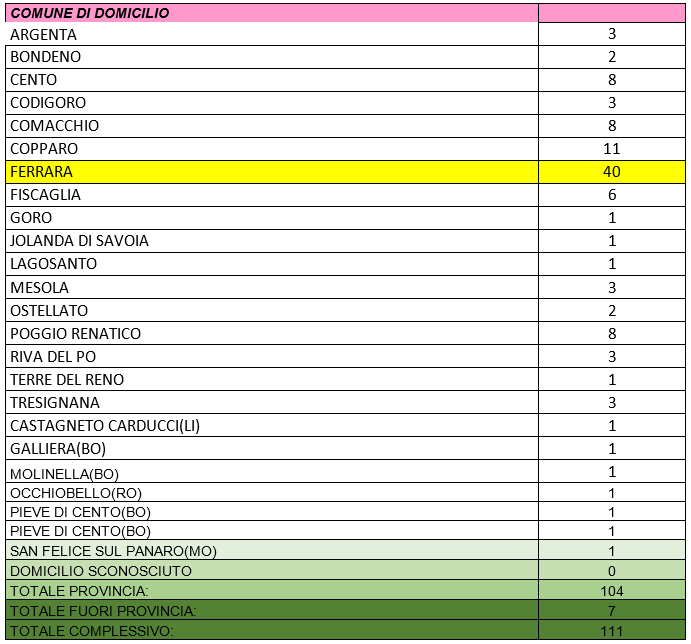 COMUNE DI DOMICILIO
ARGENTA 3
BONDENO 2
CENTO 8
CODIGORO 3
COMACCHIO 8
COPPARO 11
FERRARA 40
FISCAGLIA 6
GORO 1
JOLANDA DI SAVOIA 1
LAGOSANTO 1
MESOLA 3
OSTELLATO 2
POGGIO RENATICO 8
RIVA DEL PO 3
TERRE DEL RENO 1
TRESIGNANA 3
CASTAGNETO CARDUCCI(LI) 1
GALLIERA(BO) 1
MOLINELLA(BO) 1
OCCHIOBELLO(RO) 1
PIEVE DI CENTO(BO) 1
PIEVE DI CENTO(BO) 1
SAN FELICE SUL PANARO(MO) 1
DOMICILIO SCONOSCIUTO 0
TOTALE PROVINCIA: 104
TOTALE FUORI PROVINCIA: 7
TOTALE COMPLESSIVO: 111